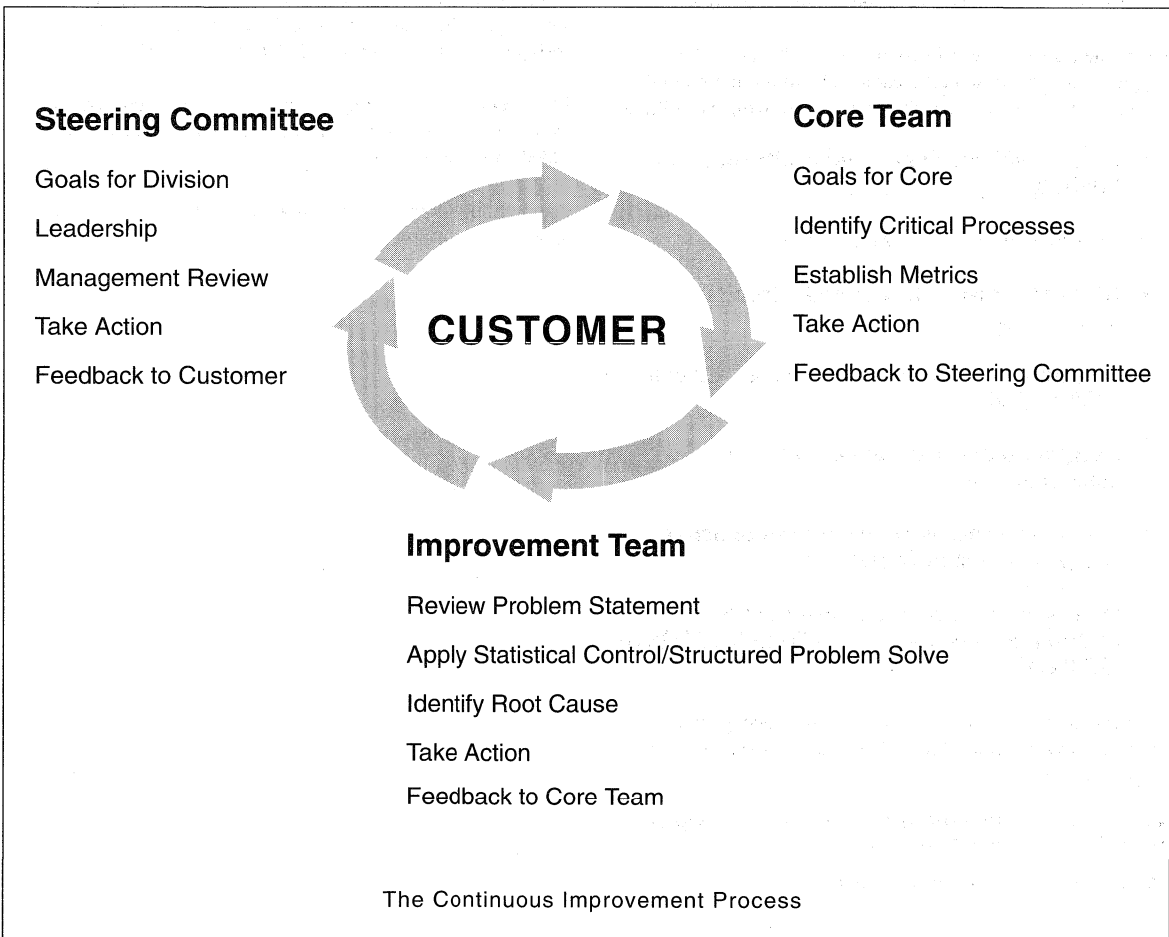 Steering Committee
Goals for Division
Leadership
Management Review
Take Action
Feedback to Customer
CUSTOMER
Core Team
Goals for Core
Identify Critical Processes
Establish Metrics
Take Action
Feedback to Steering Committee
Improvement Team
Review Problem Statement
Apply Statistical Control/Structured Problem Solve
Identify Root Cause
Take Action
Feedback to Core Team
The Continuous Improvement Process